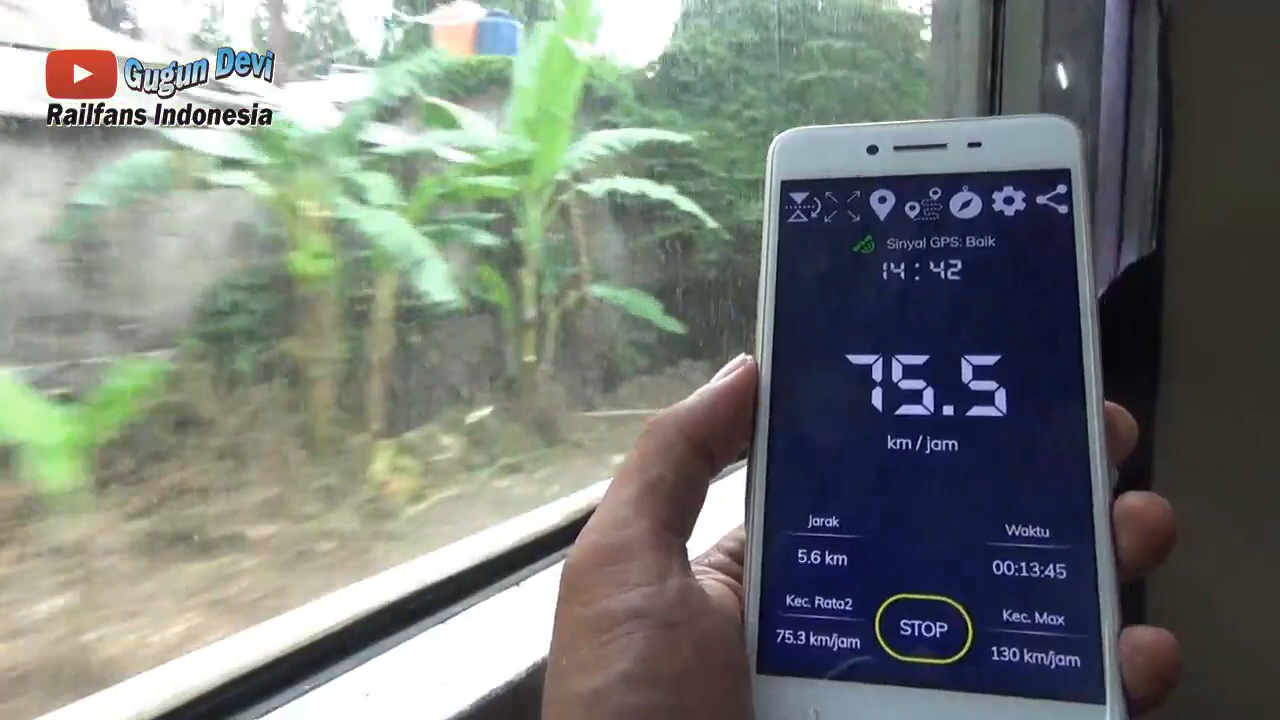 Gugun Devi
Railfans Indonesia
Sinyal GPS: Baik
14:42
75.5
km / jam
Jarak
5.6 km
Waktu
00:13:45
Kec. Rata2
75.3 km/jam
STOP
Kec. Max
130 km/jam